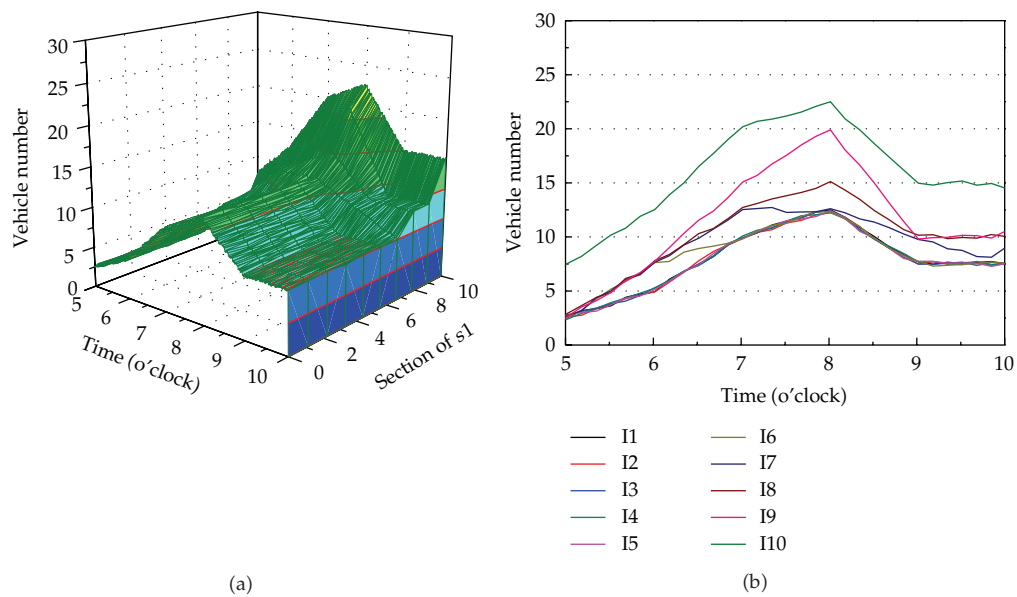 30
25
20
15
10
5
0
Vehicle number
5
6
7
8
9
10
Time (o’clock)
0
2
4
6
8
10
Section of s1
(a)
30
25
20
15
10
5
0
Vehicle number
5 6 7 8 9 10
Time (o’clock)
I1 I6
I2 I7
I3 I8
I4 I9
I5 I10
(b)